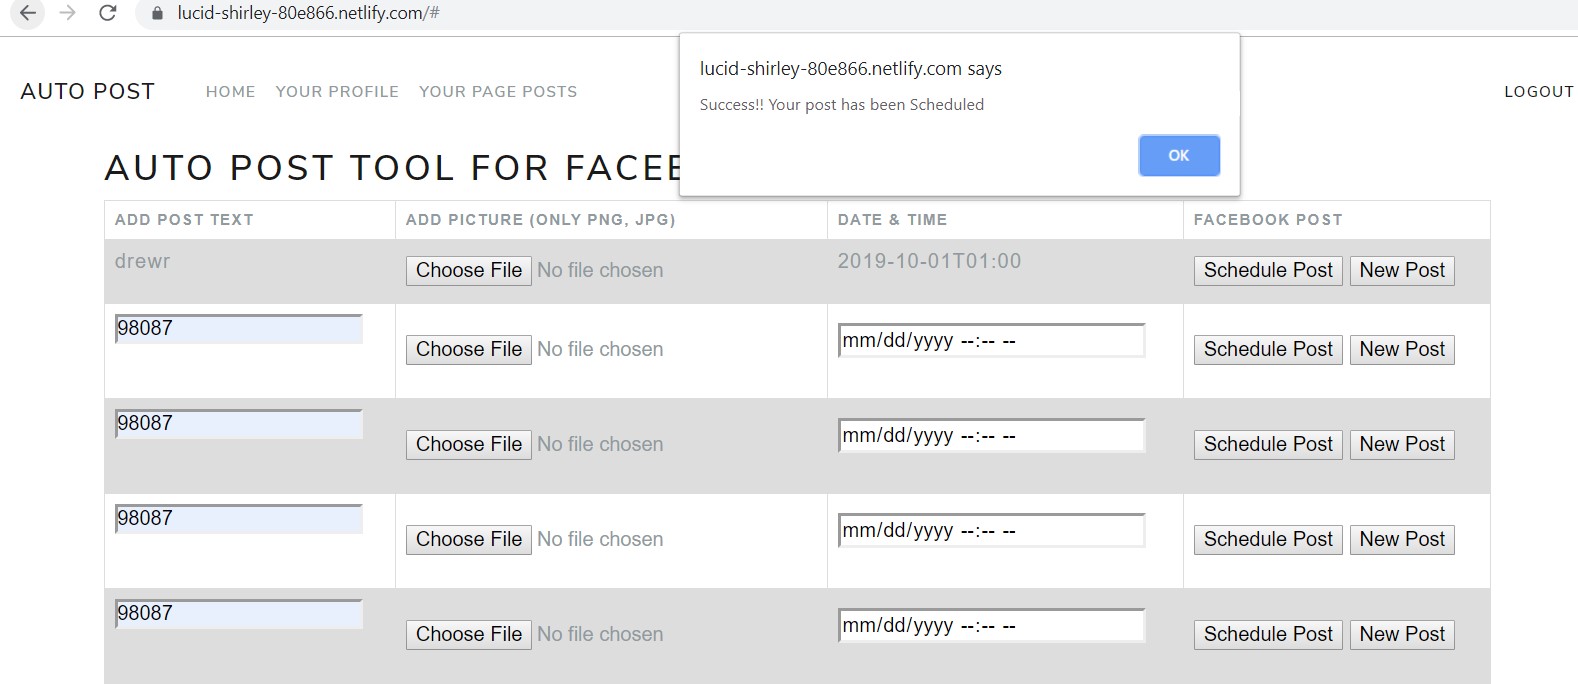 lucid-shirley-80e866.netlify.com/#
lucid-shirley-80e866.netlify.com says
Success!! Your post has been Scheduled
OK
AUTO POST HOME YOUR PROFILE YOUR PAGE POSTS LOGOUT
AUTO POST TOOL FOR
ADD POST TEXT ADD PICTURE (ONLY PNG, JPG) DATE & TIME FACEBOOK POST
drewr Choose File No file chosen 2019-10-01T01:00 Schedule Post New Post
98087 Choose File No file chosen mm/dd/yyyy --:-- -- Schedule Post New Post
98087 Choose File No file chosen mm/dd/yyyy --:-- -- Schedule Post New Post
98087 Choose File No file chosen mm/dd/yyyy --:-- -- Schedule Post New Post
98087 Choose File No file chosen mm/dd/yyyy --:-- -- Schedule Post New Post